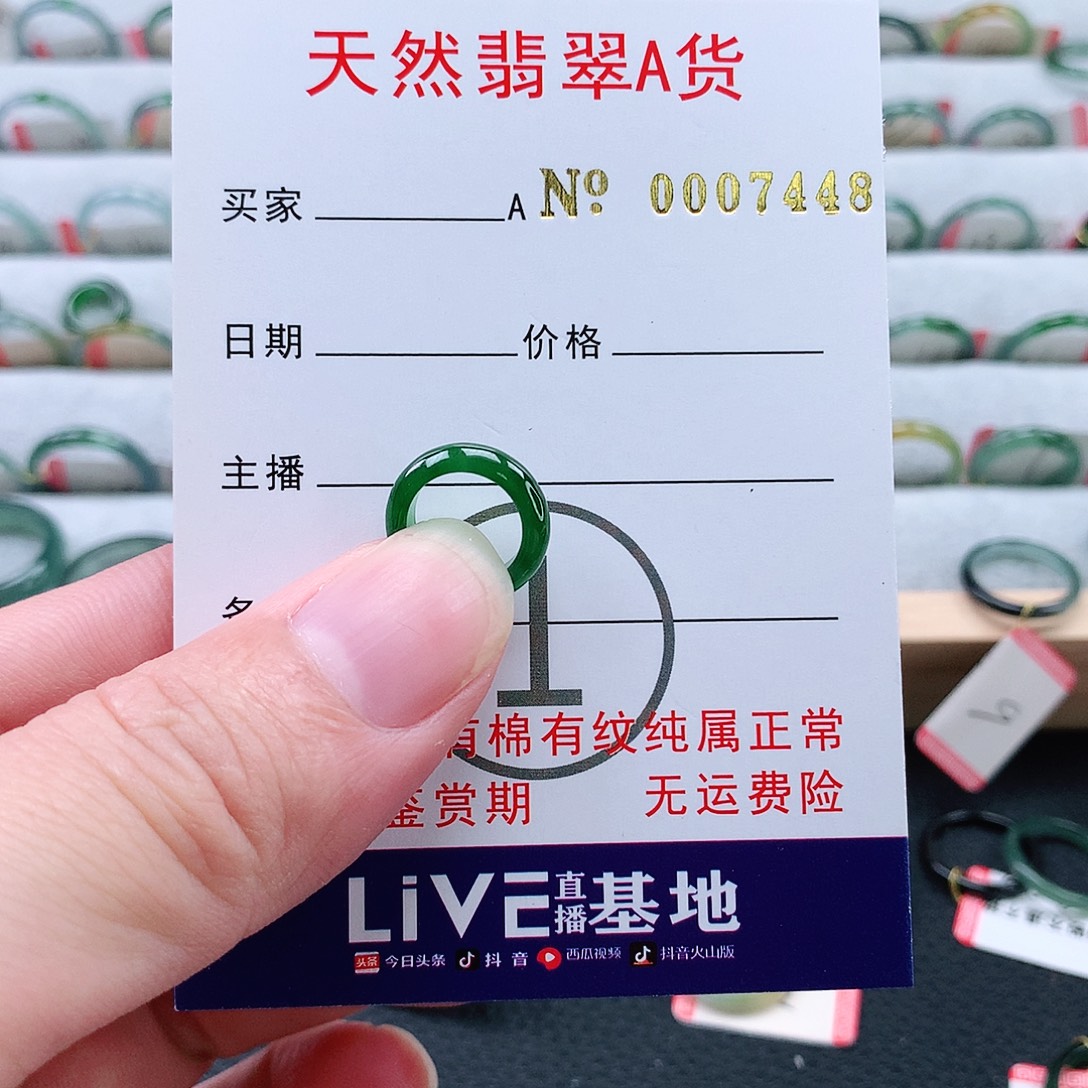 天然翡翠A货
买家 A Nº 0007448
日期 价格
主播
1
有棉有纹纯属正常
鉴赏期 无运费险
LiVE直播基地
头条 今日头条 抖音 西瓜视频 抖音火山版